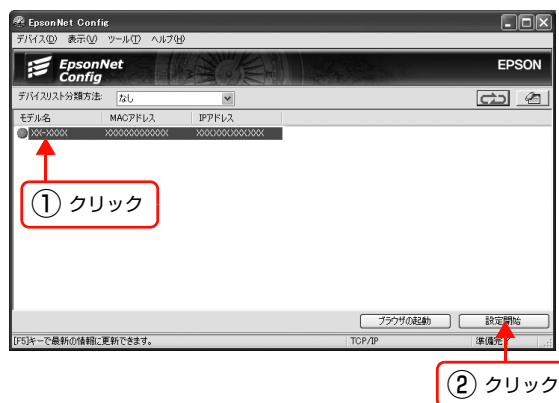 EpsonNet Config
デバイス(D) 表示(V) ツール(T) ヘルプ(H)
EpsonNet
Config
EPSON
デバイスリスト分類方法: なし
モデル名 MACアドレス IPアドレス
XX-XXXX XXXXXXXXXXXX XXX.XXX.XXX.XXX
① クリック
ブラウザの起動 設定開始
[F5]キーで最新の情報に更新できます。 TCP/IP 準備完
② クリック